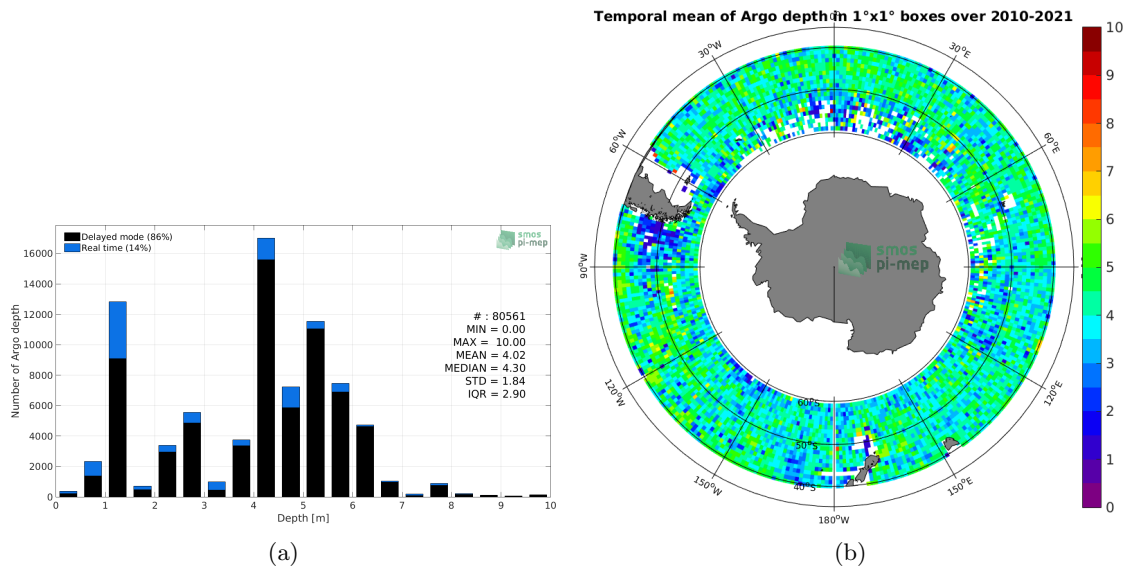 Delayed mode (86%)
Real time (14%)
smos
pi-mep
16000
14000
12000
10000
8000
6000
4000
2000
0
Number of Argo depth
# : 80561
MIN = 0.00
MAX = 10.00
MEAN = 4.02
MEDIAN = 4.30
STD = 1.84
IQR = 2.90
0 1 2 3 4 5 6 7 8 9 10
Depth [m]
(a)
Temporal mean of Argo depth in 1°x1° boxes over 2010-2021
30°W
30°E
60°W
60°E
90°W
120°W
120°E
150°W
150°E
180°W
60°S
50°S
40°S
smos
pi-mep
10
9
8
7
6
5
4
3
2
1
0
(b)